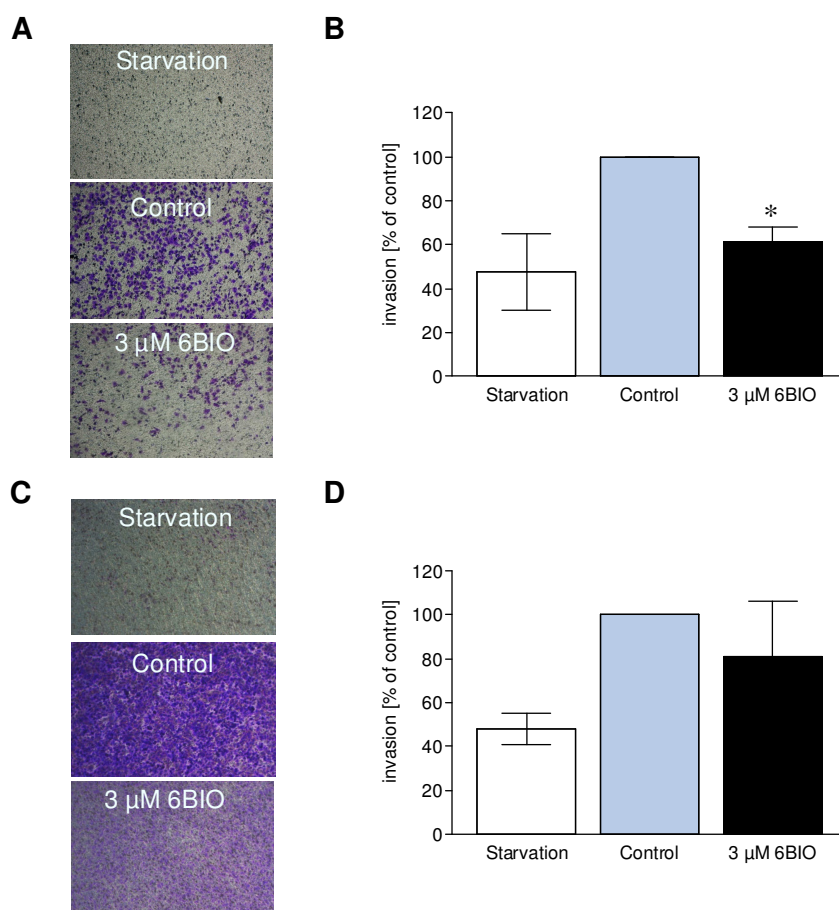 A
Starvation
Control
3 µM 6BIO
B
120
100
80
60
40
20
0
invasion [% of control]
*
Starvation
Control
3 µM 6BIO
C
Starvation
Control
3 µM 6BIO
D
120
100
80
60
40
20
0
invasion [% of control]
Starvation
Control
3 µM 6BIO